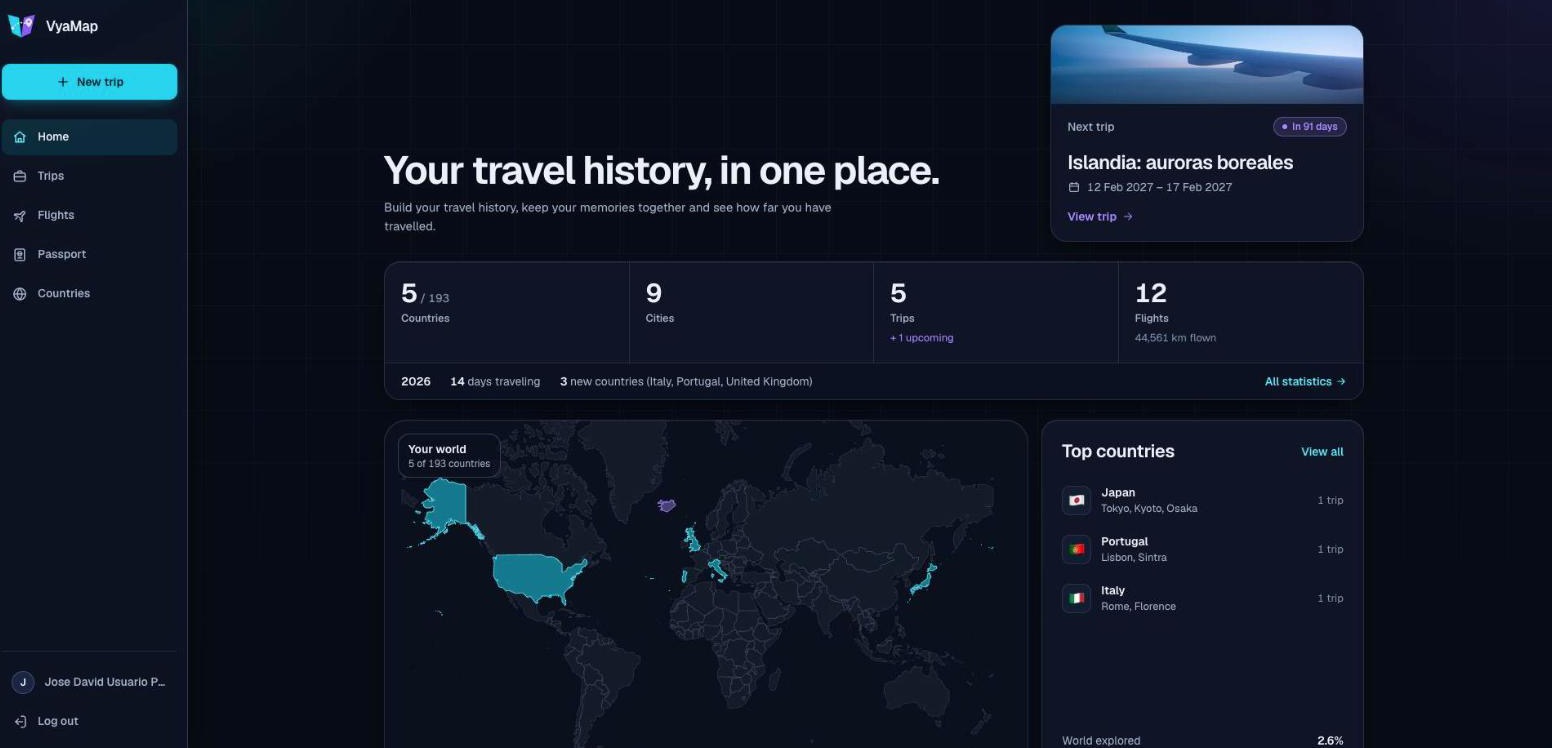 VyaMap
New trip
Home
Trips
Flights
Passport
Countries
Jose David Usuario P...
Log out
Your travel history, in one place.
Build your travel history, keep your memories together and see how far you have
travelled.
Next trip
In 91 days
Islandia: auroras boreales
12 Feb 2027 – 17 Feb 2027
View trip →
5 / 193
Countries
9
Cities
5
Trips
+ 1 upcoming
12
Flights
44,561 km flown
2026 14 days traveling 3 new countries (Italy, Portugal, United Kingdom)
All statistics →
Your world
5 of 193 countries
Top countries
View all
Japan
Tokyo, Kyoto, Osaka
1 trip
Portugal
Lisbon, Sintra
1 trip
Italy
Rome, Florence
1 trip
World explored
2.6%
J